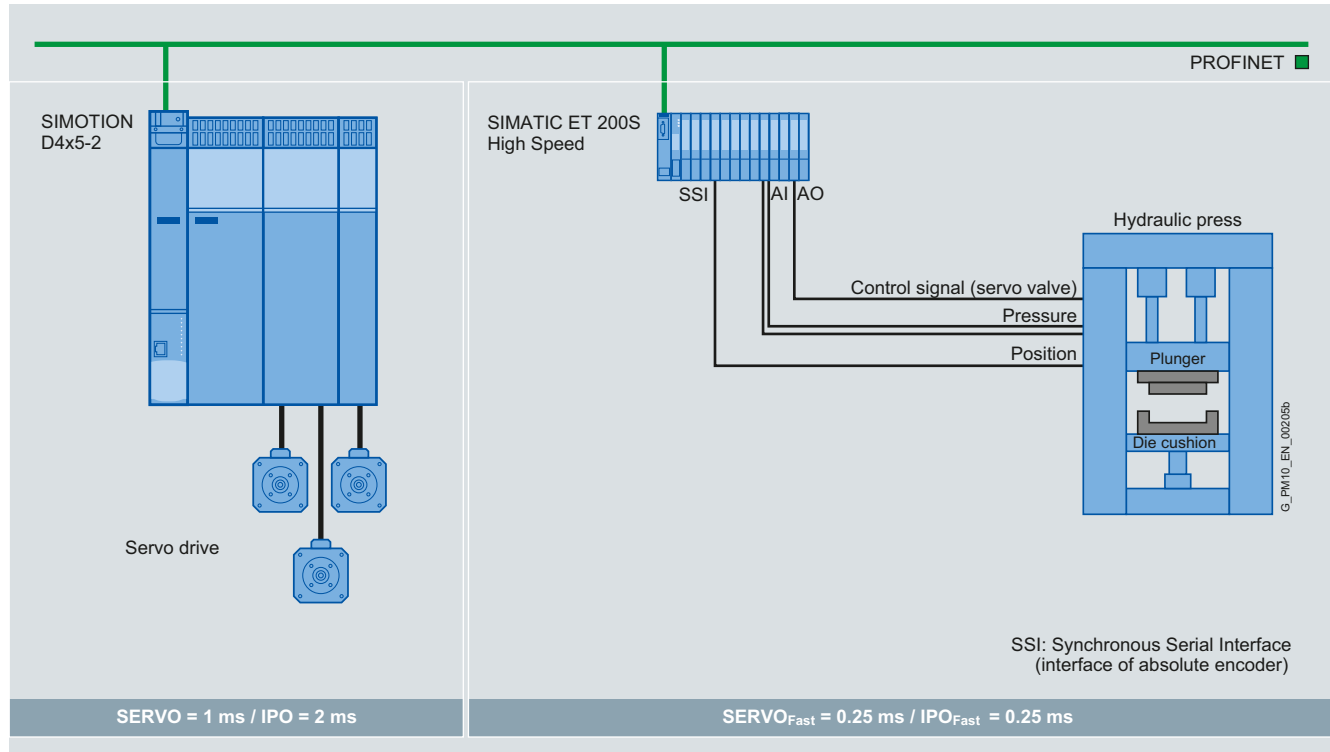 PROFINET
SIMOTION
D4x5-2
SIMATIC ET 200S
High Speed
SSI
AI
AO
Hydraulic press
Control signal (servo valve)
Pressure
Position
Plunger
Die cushion
G_PM10_EN_00205b
Servo drive
SSI: Synchronous Serial Interface
(interface of absolute encoder)
SERVO = 1 ms / IPO = 2 ms
SERVOFast = 0.25 ms / IPOFast = 0.25 ms